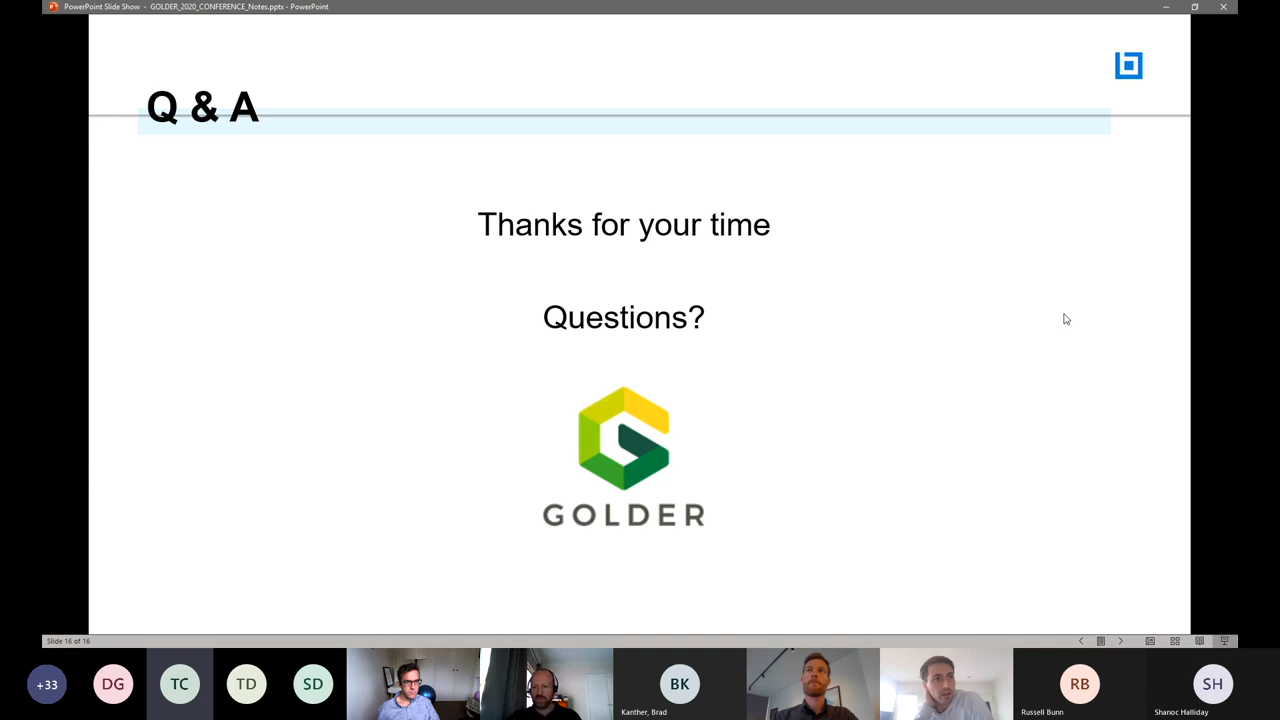 PowerPoint Slide Show - GOLDER_2020_CONFERENCE_Notes.pptx - PowerPoint
Q & A
Thanks for your time
Questions?
GOLDER
Slide 16 of 16
+33
DG
TC
TD
SD
BK
Kanther, Brad
RB
Russell Bunn
SH
Shanoc Halliday